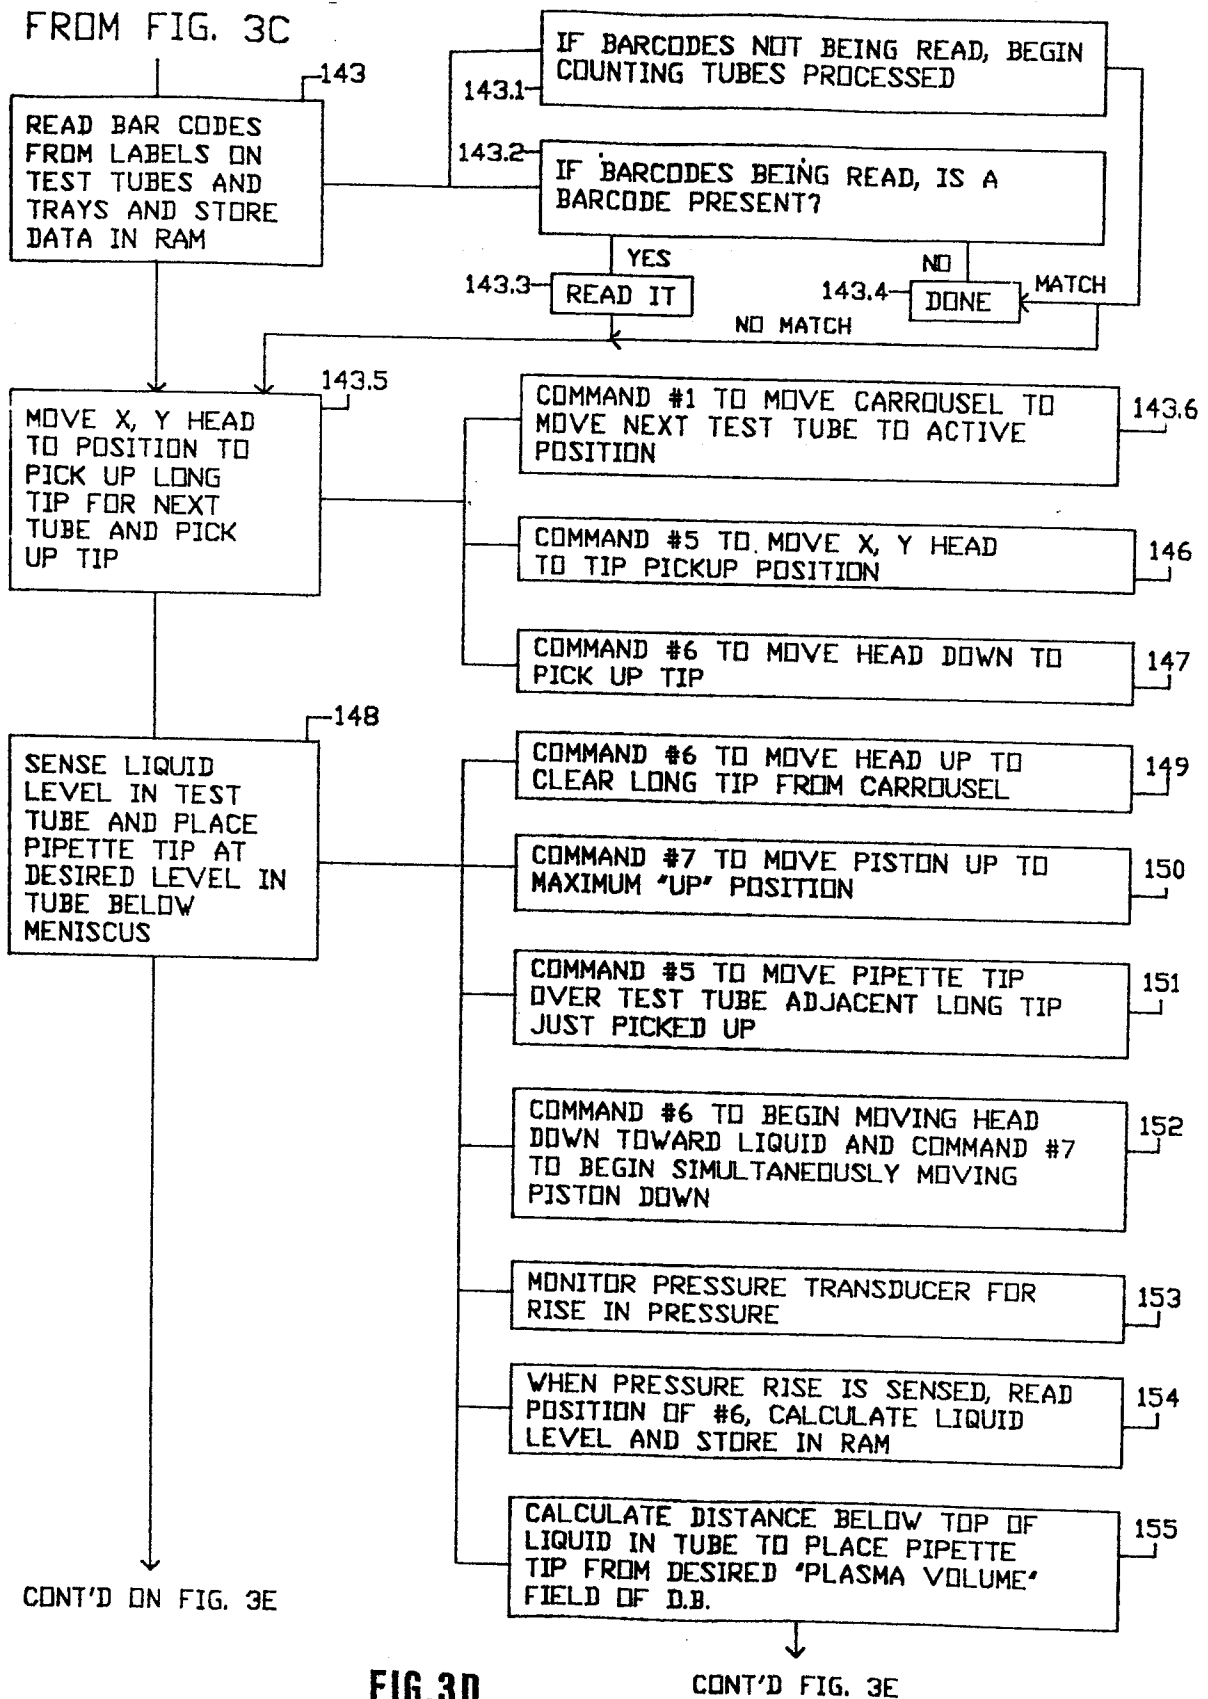 FROM FIG. 3C
143
READ BAR CODES
FROM LABELS ON
TEST TUBES AND
TRAYS AND STORE
DATA IN RAM
143.1
IF BARCODES NOT BEING READ, BEGIN
COUNTING TUBES PROCESSED
143.2
IF BARCODES BEING READ, IS A
BARCODE PRESENT?
YES
NO
143.3
READ IT
143.4
DONE
MATCH
NO MATCH
143.5
MOVE X, Y HEAD
TO POSITION TO
PICK UP LONG
TIP FOR NEXT
TUBE AND PICK
UP TIP
COMMAND #1 TO MOVE CARROUSEL TO
MOVE NEXT TEST TUBE TO ACTIVE
POSITION
143.6
COMMAND #5 TO MOVE X, Y HEAD
TO TIP PICKUP POSITION
146
COMMAND #6 TO MOVE HEAD DOWN TO
PICK UP TIP
147
148
SENSE LIQUID
LEVEL IN TEST
TUBE AND PLACE
PIPETTE TIP AT
DESIRED LEVEL IN
TUBE BELOW
MENISCUS
COMMAND #6 TO MOVE HEAD UP TO
CLEAR LONG TIP FROM CARROUSEL
149
COMMAND #7 TO MOVE PISTON UP TO
MAXIMUM "UP" POSITION
150
COMMAND #5 TO MOVE PIPETTE TIP
OVER TEST TUBE ADJACENT LONG TIP
JUST PICKED UP
151
COMMAND #6 TO BEGIN MOVING HEAD
DOWN TOWARD LIQUID AND COMMAND #7
TO BEGIN SIMULTANEOUSLY MOVING
PISTON DOWN
152
MONITOR PRESSURE TRANSDUCER FOR
RISE IN PRESSURE
153
WHEN PRESSURE RISE IS SENSED, READ
POSITION OF #6, CALCULATE LIQUID
LEVEL AND STORE IN RAM
154
CALCULATE DISTANCE BELOW TOP OF
LIQUID IN TUBE TO PLACE PIPETTE
TIP FROM DESIRED "PLASMA VOLUME"
FIELD OF D.B.
155
CONT'D ON FIG. 3E
CONT'D FIG. 3E
FIG.3D